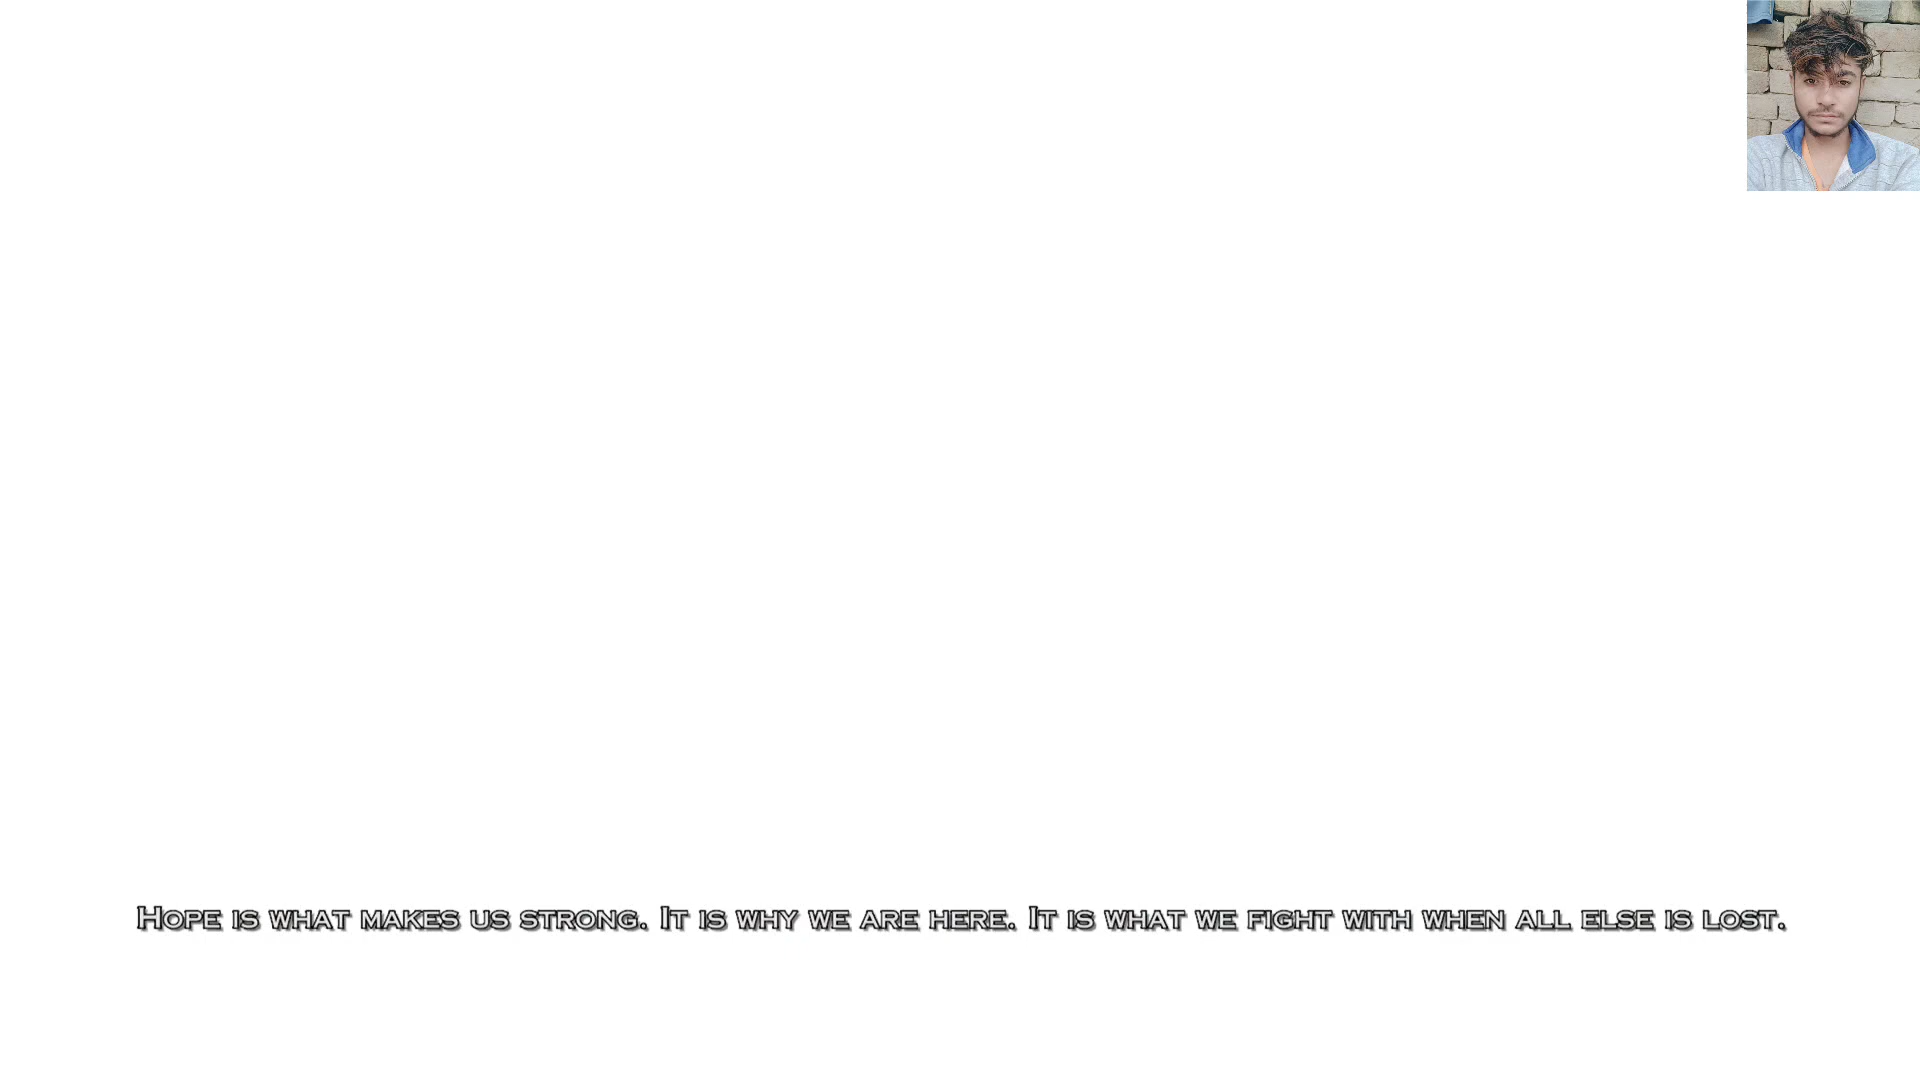 Hope is what makes us strong. It is why we are here. It is what we fight with when all else is lost.